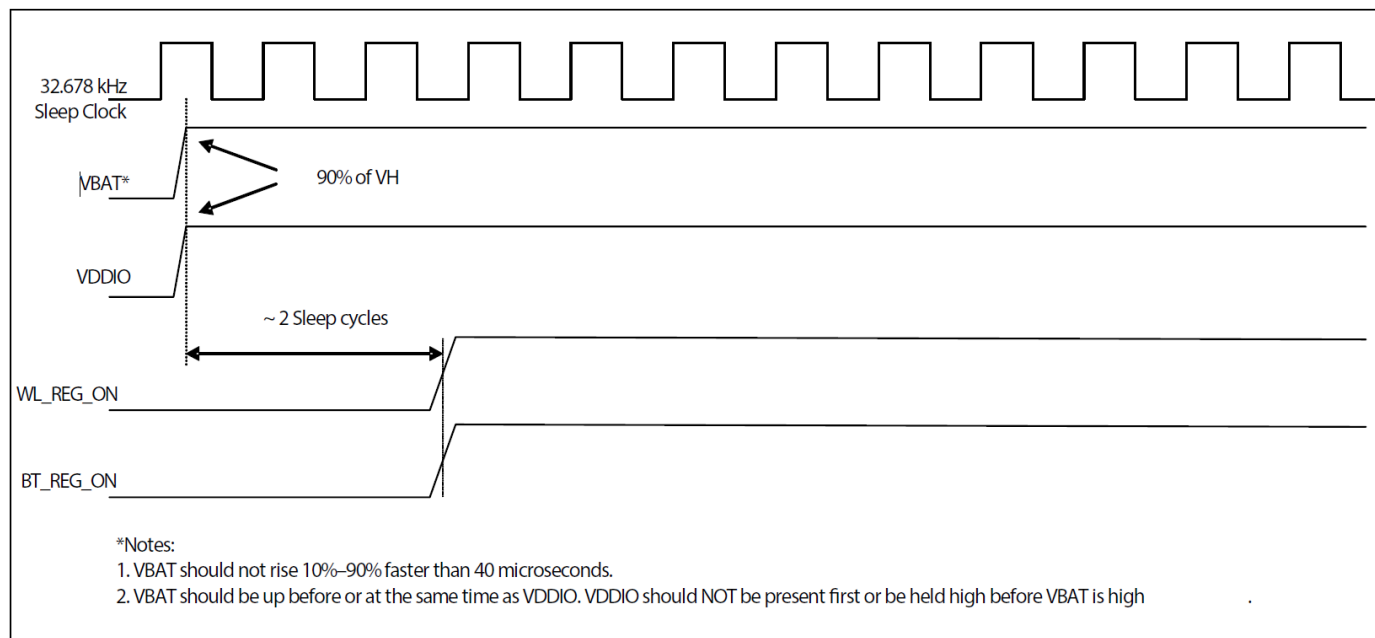 32.678 kHz
Sleep Clock
VBAT*
90% of VH
VDDIO
~ 2 Sleep cycles
WL_REG_ON
BT_REG_ON
*Notes:
1. VBAT should not rise 10%–90% faster than 40 microseconds.
2. VBAT should be up before or at the same time as VDDIO. VDDIO should NOT be present first or be held high before VBAT is high .